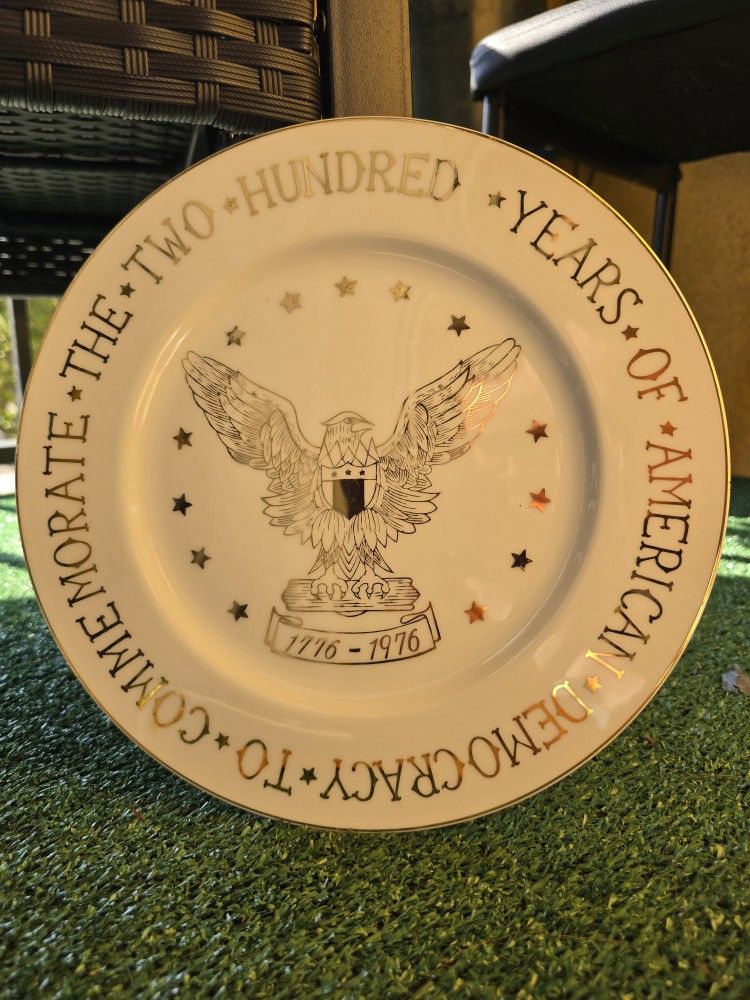 TO ★ COMMEMORATE ★ THE ★ TWO ★ HUNDRED ★ YEARS ★ OF ★ AMERICAN ★ DEMOCRACY ★
1776 - 1976